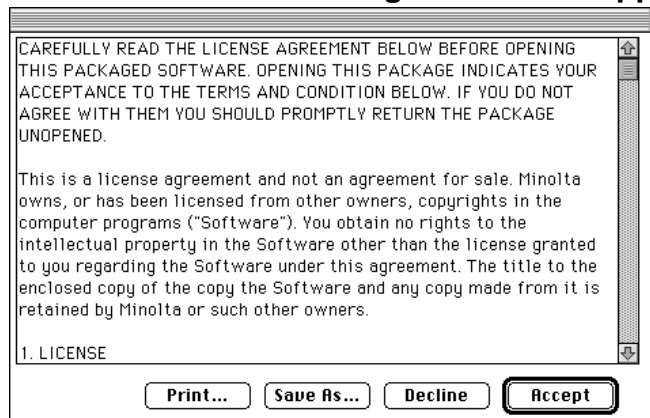 CAREFULLY READ THE LICENSE AGREEMENT BELOW BEFORE OPENING
THIS PACKAGED SOFTWARE. OPENING THIS PACKAGE INDICATES YOUR
ACCEPTANCE TO THE TERMS AND CONDITION BELOW. IF YOU DO NOT
AGREE WITH THEM YOU SHOULD PROMPTLY RETURN THE PACKAGE
UNOPENED.
This is a license agreement and not an agreement for sale. Minolta
owns, or has been licensed from other owners, copyrights in the
computer programs ("Software"). You obtain no rights to the
intellectual property in the Software other than the license granted
to you regarding the Software under this agreement. The title to the
enclosed copy of the copy the Software and any copy made from it is
retained by Minolta or such other owners.
1. LICENSE
Print... Save As... Decline Accept